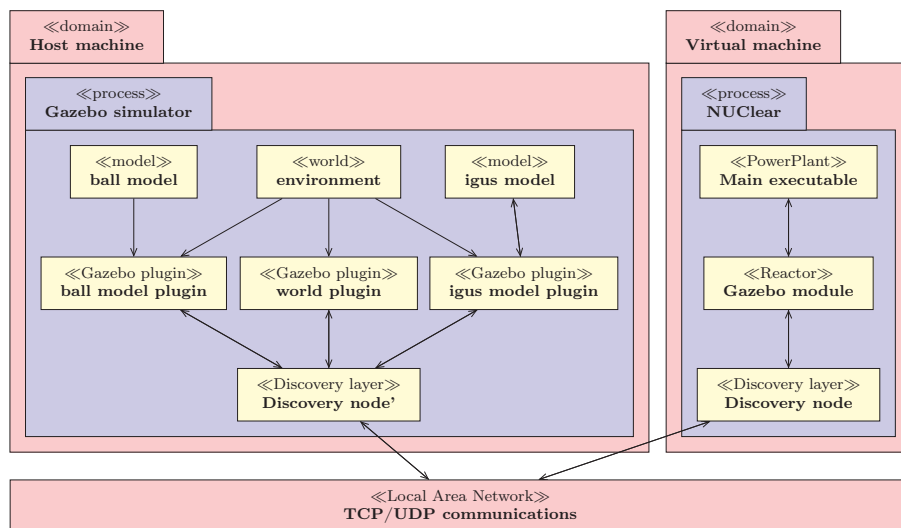 ≪domain≫
Host machine
≪process≫
Gazebo simulator
≪model≫
ball model
≪world≫
environment
≪model≫
igus model
≪Gazebo plugin≫
ball model plugin
≪Gazebo plugin≫
world plugin
≪Gazebo plugin≫
igus model plugin
≪Discovery layer≫
Discovery node'
≪domain≫
Virtual machine
≪process≫
NUClear
≪PowerPlant≫
Main executable
≪Reactor≫
Gazebo module
≪Discovery layer≫
Discovery node
≪Local Area Network≫
TCP/UDP communications